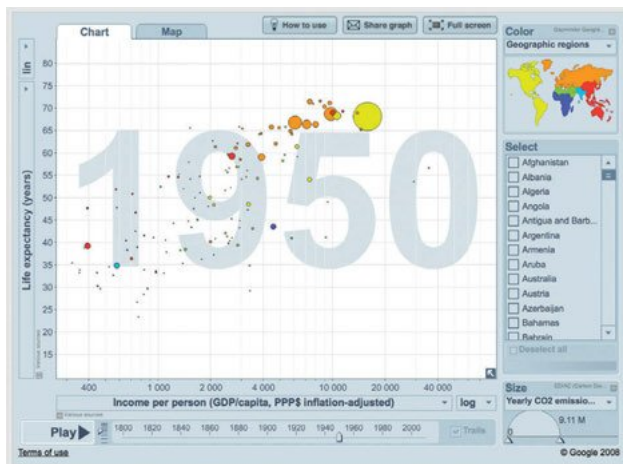 Chart
Map
How to use
Share graph
Full screen
Color
Geographic regions
lin
Life expectancy (years)
85
80
75
70
65
60
55
50
45
40
35
30
25
20
15
1950
400
1 000
2 000
4 000
10 000
20 000
40 000
Income per person (GDP/capita, PPP$ inflation-adjusted)
log
Select
Afghanistan
Albania
Algeria
Angola
Antigua and Barb...
Argentina
Armenia
Aruba
Australia
Austria
Azerbaijan
Bahamas
Bahrain
Deselect all
Size
Yearly CO2 emissio...
9.11 M
0
Play
1800 1820 1840 1860 1880 1900 1920 1940 1960 1980 2000
Trails
Terms of use
© Google 2008